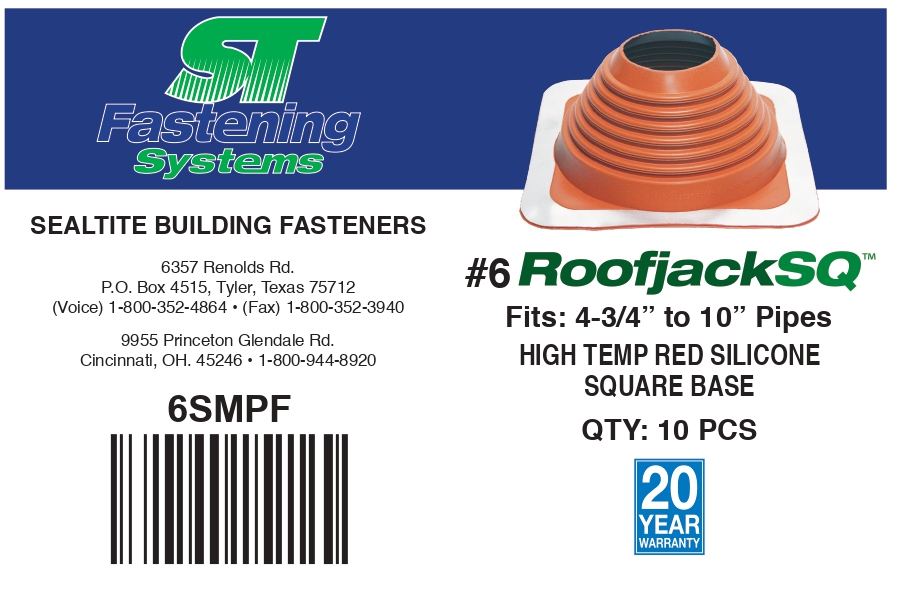 ST
Fastening
Systems
SEALTITE BUILDING FASTENERS
6357 Renolds Rd.
P.O. Box 4515, Tyler, Texas 75712
(Voice) 1-800-352-4864 • (Fax) 1-800-352-3940
9955 Princeton Glendale Rd.
Cincinnati, OH. 45246 • 1-800-944-8920
6SMPF
#6 RoofjackSQ™
Fits: 4-3/4” to 10” Pipes
HIGH TEMP RED SILICONE
SQUARE BASE
QTY: 10 PCS
20
YEAR
WARRANTY